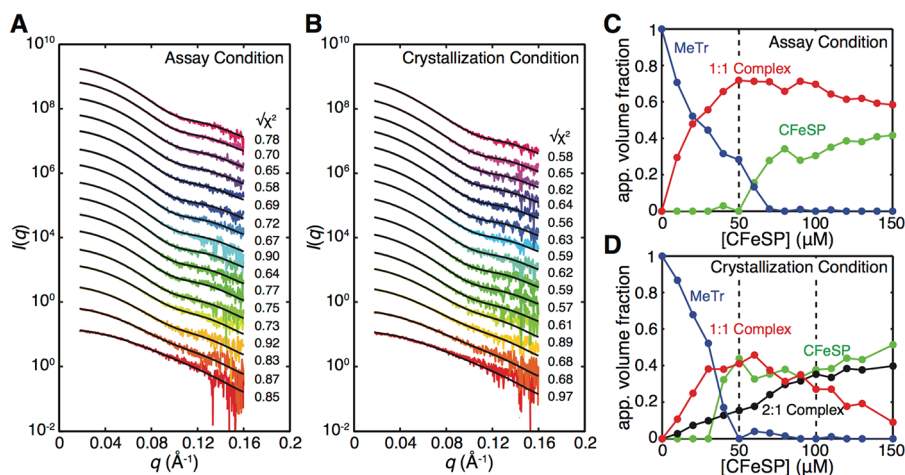 A
Assay Condition
10¹⁰
10⁸
10⁶
10⁴
10²
10⁰
10⁻²
I(q)
√χ²
0.78
0.70
0.65
0.58
0.69
0.72
0.67
0.90
0.64
0.77
0.75
0.73
0.92
0.83
0.87
0.85
0 0.04 0.08 0.12 0.16 0.2
q (Å⁻¹)
B
Crystallization Condition
10¹⁰
10⁸
10⁶
10⁴
10²
10⁰
10⁻²
I(q)
√χ²
0.58
0.65
0.62
0.64
0.56
0.63
0.59
0.62
0.59
0.57
0.61
0.89
0.68
0.68
0.97
0 0.04 0.08 0.12 0.16 0.2
q (Å⁻¹)
C
Assay Condition
MeTr
1:1 Complex
CFeSP
app. volume fraction
1
0.8
0.6
0.4
0.2
0
0 50 100 150
[CFeSP] (μM)
D
Crystallization Condition
MeTr
1:1 Complex
CFeSP
2:1 Complex
app. volume fraction
1
0.8
0.6
0.4
0.2
0
0 50 100 150
[CFeSP] (μM)